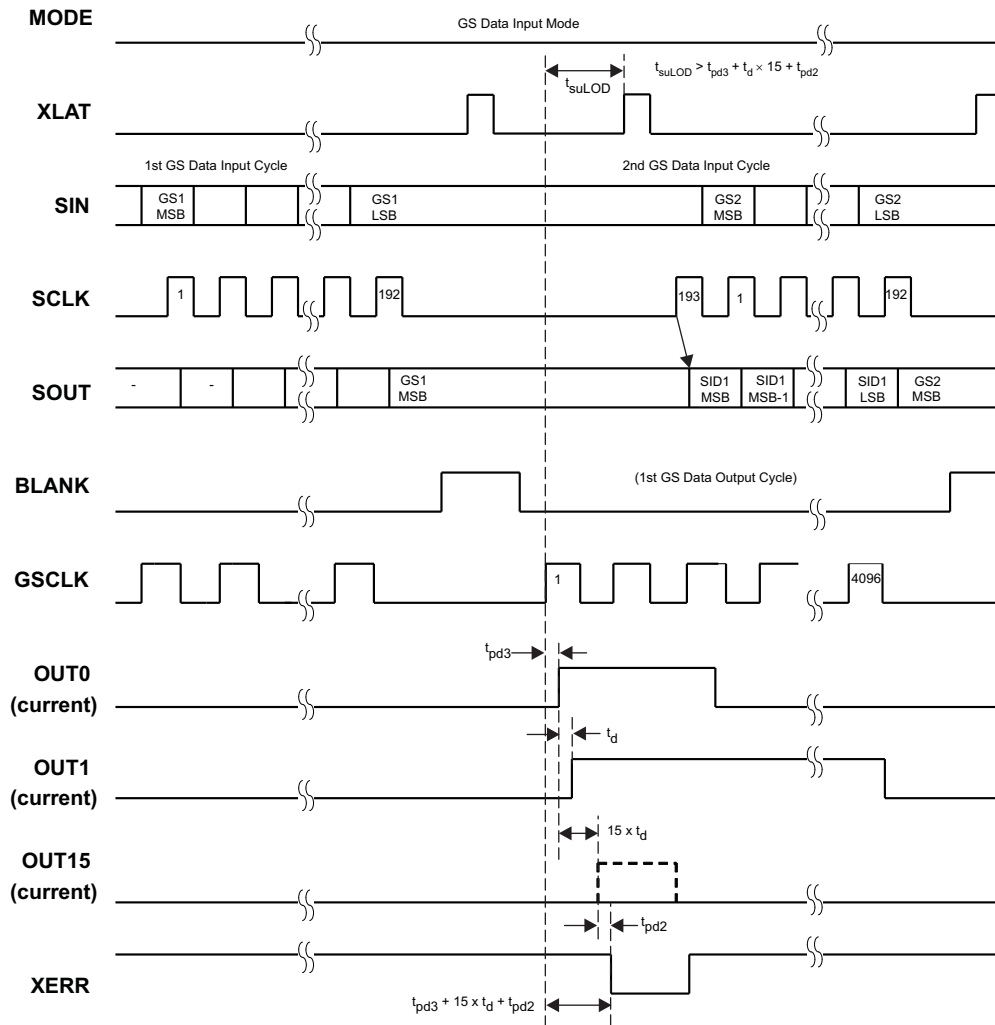 MODE
GS Data Input Mode
t_suLOD
t_suLOD > t_pd3 + t_d × 15 + t_pd2
XLAT
1st GS Data Input Cycle
2nd GS Data Input Cycle
SIN
GS1
MSB
GS1
LSB
GS2
MSB
GS2
LSB
SCLK
1
192
193
1
192
SOUT
-
-
GS1
MSB
SID1
MSB
SID1
MSB-1
SID1
LSB
GS2
MSB
BLANK
(1st GS Data Output Cycle)
GSCLK
1
4096
t_pd3
OUT0
(current)
t_d
OUT1
(current)
15 x t_d
OUT15
(current)
t_pd2
XERR
t_pd3 + 15 x t_d + t_pd2